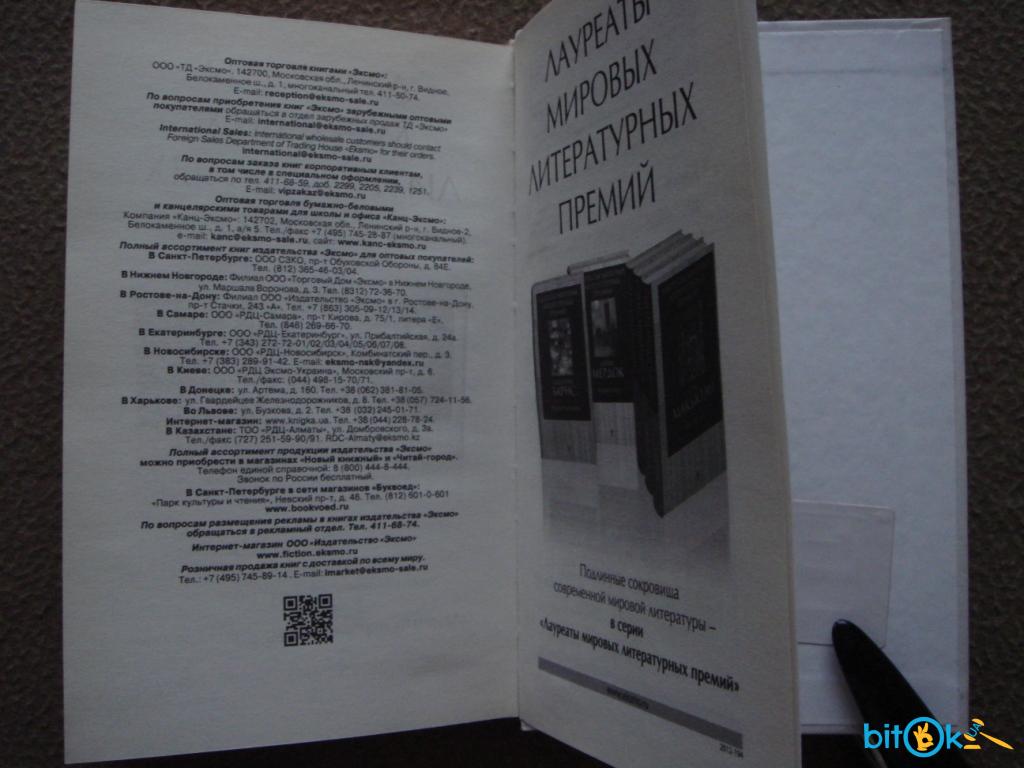 Оптовая торговля книгами «Эксмо»:
ООО «ТД «Эксмо». 142700, Московская обл., Ленинский р-н, г. Видное,
Белокаменное ш., д. 1, многоканальный тел. 411-50-74.
E-mail: reception@eksmo-sale.ru
По вопросам приобретения книг «Эксмо» зарубежными оптовыми
покупателями обращаться в отдел зарубежных продаж ТД «Эксмо»
E-mail: international@eksmo-sale.ru
International Sales: International wholesale customers should contact
Foreign Sales Department of Trading House «Eksmo» for their orders.
international@eksmo-sale.ru
По вопросам заказа книг корпоративным клиентам,
в том числе в специальном оформлении,
обращаться по тел. 411-68-59, доб. 2299, 2205, 2239, 1251.
E-mail: vipzakaz@eksmo.ru
Оптовая торговля бумажно-беловыми
и канцелярскими товарами для школы и офиса «Канц-Эксмо»:
Компания «Канц-Эксмо»: 142702, Московская обл., Ленинский р-н, г. Видное-2,
Белокаменное ш., д. 1, а/я 5. Тел./факс +7 (495) 745-28-87 (многоканальный).
e-mail: kanc@eksmo-sale.ru, сайт: www.kanc-eksmo.ru
Полный ассортимент книг издательства «Эксмо» для оптовых покупателей:
В Санкт-Петербурге: ООО СЗКО, пр-т Обуховской Обороны, д. 84Е.
Тел. (812) 365-46-03/04.
В Нижнем Новгороде: Филиал ООО «Торговый Дом «Эксмо» в Нижнем Новгороде,
ул. Маршала Воронова, д. 3. Тел. (8312) 72-36-70.
В Ростове-на-Дону: Филиал ООО «Издательство «Эксмо» в г. Ростове-на-Дону,
пр-т Стачки, 243 «А». Тел. +7 (863) 305-09-12/13/14.
В Самаре: ООО «РДЦ-Самара», пр-т Кирова, д. 75/1, литера «Е».
Тел. (846) 269-66-70.
В Екатеринбурге: ООО «РДЦ-Екатеринбург», ул. Прибалтийская, д. 24а.
Тел. +7 (343) 272-72-01/02/03/04/05/06/07/08.
В Новосибирске: ООО «РДЦ-Новосибирск», Комбинатский пер., д. 3.
Тел. +7 (383) 289-91-42. E-mail: eksmo-nsk@yandex.ru
В Киеве: ООО «РДЦ Эксмо-Украина», Московский пр-т, д. 6.
Тел./факс: (044) 498-15-70/71.
В Донецке: ул. Артема, д. 160. Тел. +38 (062) 381-81-05.
В Харькове: ул. Гвардейцев Железнодорожников, д. 8. Тел. +38 (057) 724-11-56.
Во Львове: ул. Бузкова, д. 2. Тел. +38 (032) 245-01-71.
Интернет-магазин: www.knigka.ua. Тел. +38 (044) 228-78-24.
В Казахстане: ТОО «РДЦ-Алматы», ул. Домбровского, д. 3а.
Тел./факс (727) 251-59-90/91. RDC-Almaty@eksmo.kz
Полный ассортимент продукции издательства «Эксмо»
можно приобрести в магазинах «Новый книжный» и «Читай-город».
Телефон единой справочной: 8 (800) 444-8-444.
Звонок по России бесплатный.
В Санкт-Петербурге в сети магазинов «Буквоед»:
«Парк культуры и чтения», Невский пр-т, д. 46. Тел. (812) 601-0-601
www.bookvoed.ru
По вопросам размещения рекламы в книгах издательства «Эксмо»
обращаться в рекламный отдел. Тел. 411-68-74.
Интернет-магазин ООО «Издательство «Эксмо»
www.fiction.eksmo.ru
Розничная продажа книг с доставкой по всему миру.
Тел.: +7 (495) 745-89-14. E-mail: imarket@eksmo-sale.ru
ЛАУРЕАТЫ
МИРОВЫХ
ЛИТЕРАТУРНЫХ
ПРЕМИЙ
БАРНС
МЕРДОК
МАКЬЮЭН
Подлинные сокровища
современной мировой литературы –
в серии
«Лауреаты мировых литературных премий»
www.eksmo.ru
2012-194
bitOk
UA